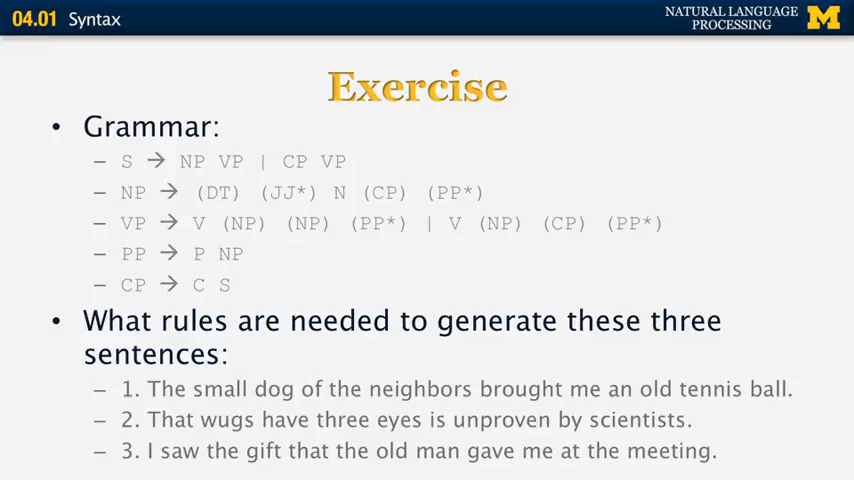 04.01 Syntax
NATURAL LANGUAGE
PROCESSING
M
Exercise
• Grammar:
– S → NP VP | CP VP
– NP → (DT) (JJ*) N (CP) (PP*)
– VP → V (NP) (NP) (PP*) | V (NP) (CP) (PP*)
– PP → P NP
– CP → C S
• What rules are needed to generate these three
sentences:
– 1. The small dog of the neighbors brought me an old tennis ball.
– 2. That wugs have three eyes is unproven by scientists.
– 3. I saw the gift that the old man gave me at the meeting.